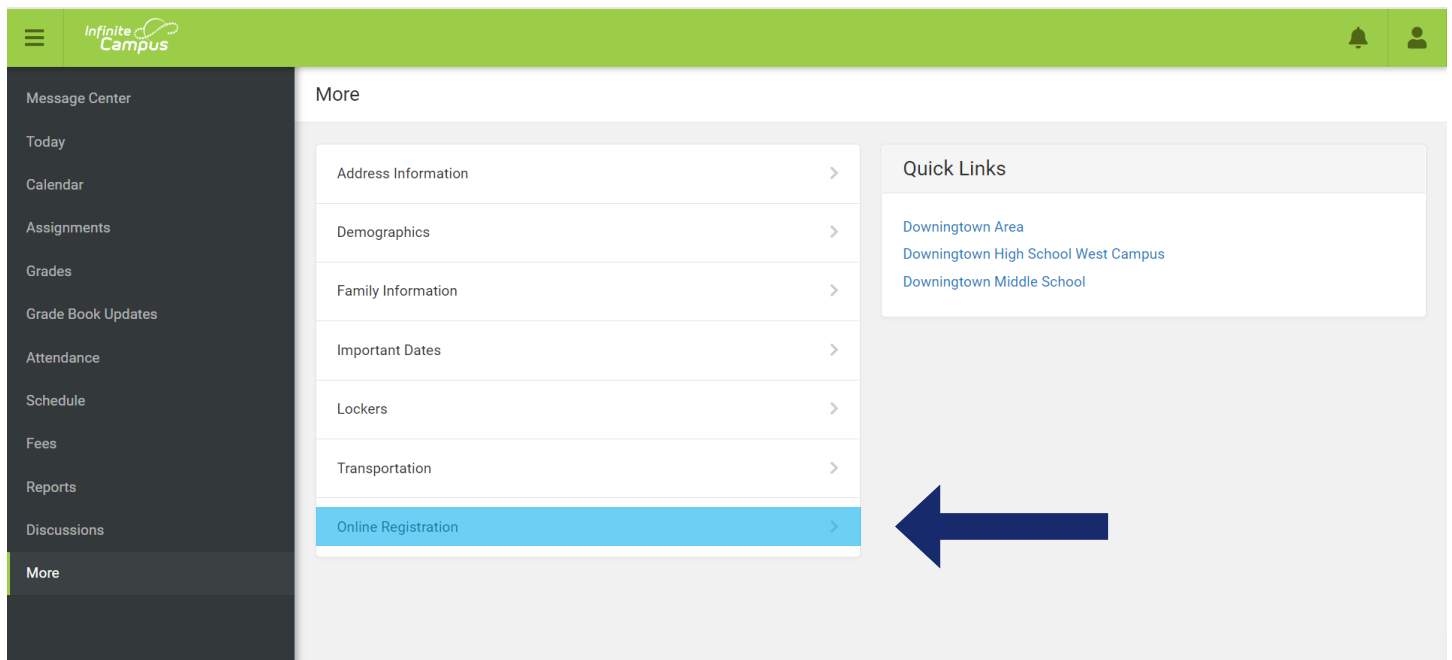 Infinite
Campus
Message Center
Today
Calendar
Assignments
Grades
Grade Book Updates
Attendance
Schedule
Fees
Reports
Discussions
More
More
Address Information
Demographics
Family Information
Important Dates
Lockers
Transportation
Online Registration
Quick Links
Downingtown Area
Downingtown High School West Campus
Downingtown Middle School